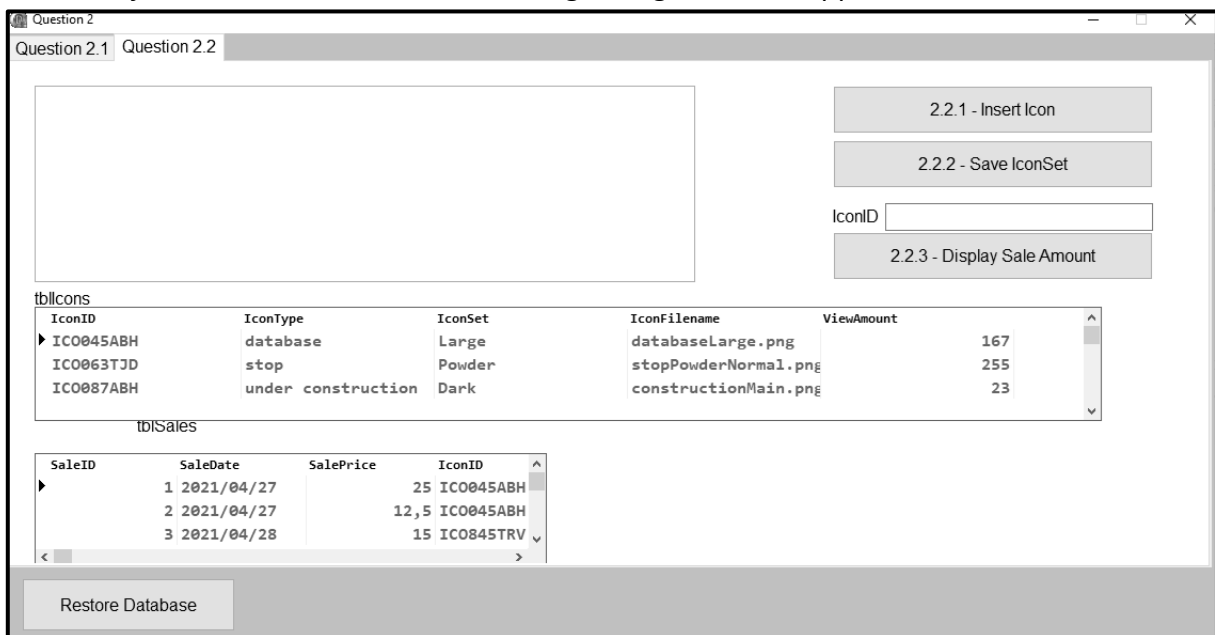 Question 2
Question 2.1 Question 2.2
2.2.1 - Insert Icon
2.2.2 - Save IconSet
IconID
2.2.3 - Display Sale Amount
tblIcons
IconID IconType IconSet IconFilename ViewAmount
ICO045ABH database Large databaseLarge.png 167
ICO063TJD stop Powder stopPowderNormal.png 255
ICO087ABH under construction Dark constructionMain.png 23
tblSales
SaleID SaleDate SalePrice IconID
1 2021/04/27 25 ICO045ABH
2 2021/04/27 12,5 ICO045ABH
3 2021/04/28 15 ICO845TRV
Restore Database